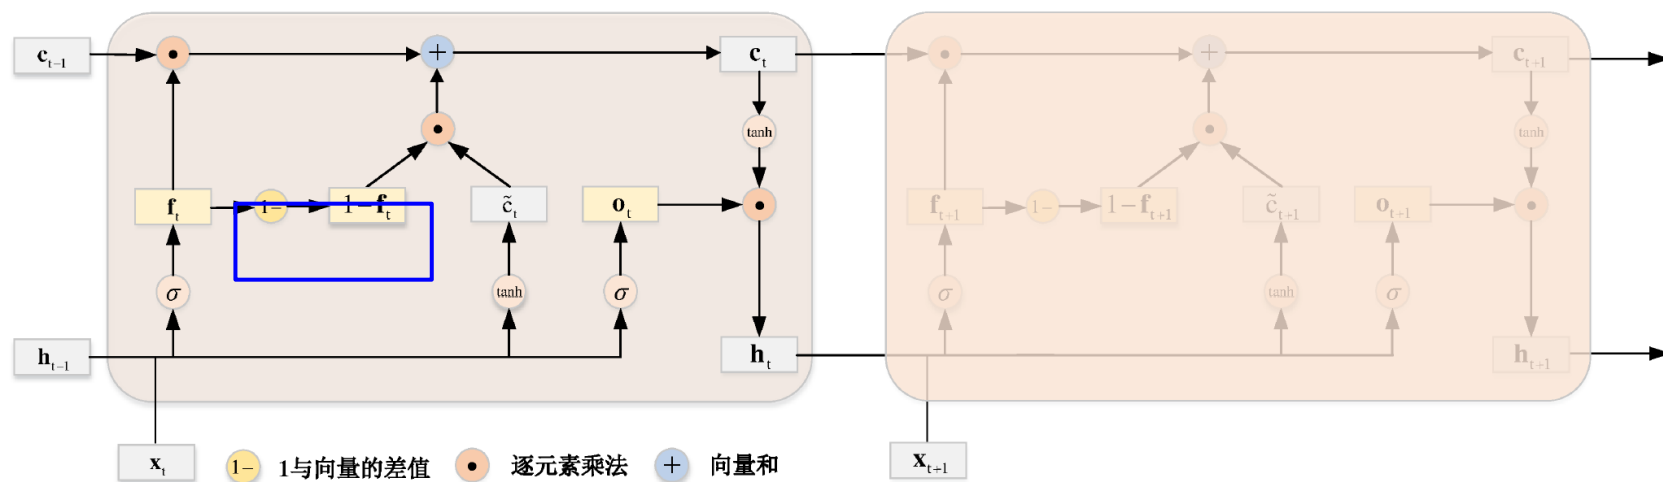 c_{t-1}
c_t
c_{t+1}
tanh
tanh
f_t
1-
1-f_t
c̃_t
o_t
f_{t+1}
1-
1-f_{t+1}
c̃_{t+1}
o_{t+1}
σ
tanh
σ
σ
tanh
σ
h_{t-1}
h_t
h_{t+1}
x_t
1- 1与向量的差值
逐元素乘法
+ 向量和
x_{t+1}